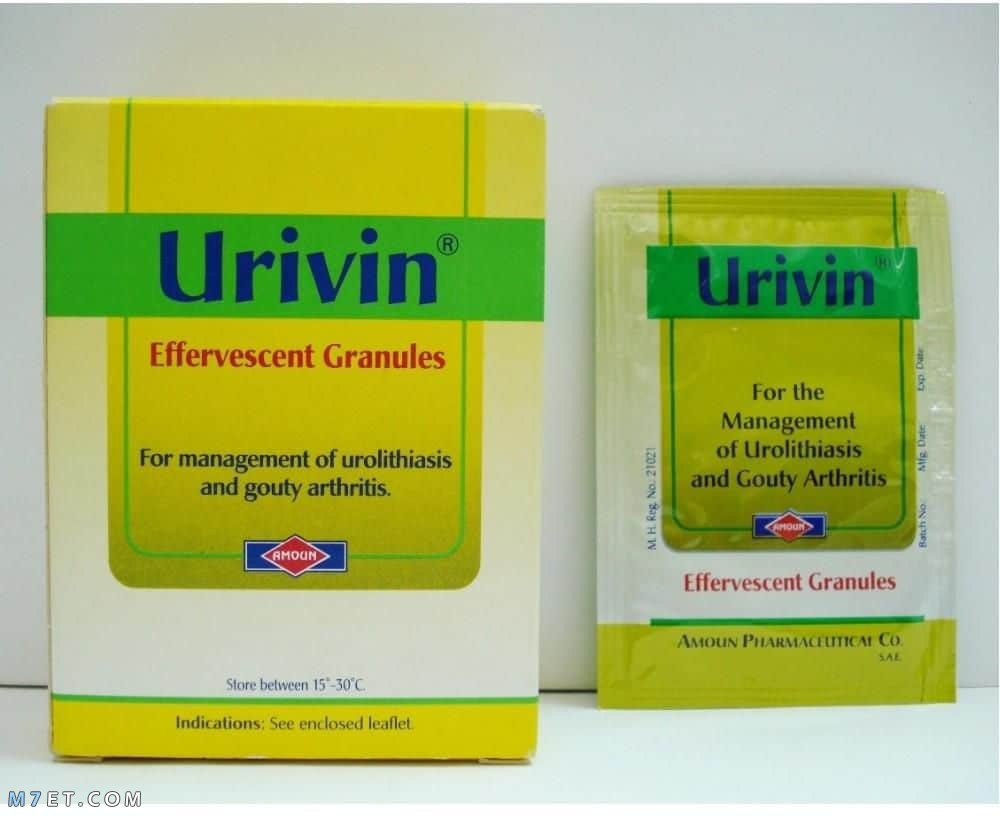 Urivin®
Effervescent Granules
For management of urolithiasis
and gouty arthritis.
AMOUN
Store between 15°-30°C.
Indications: See enclosed leaflet.
Urivin®
For the
Management
of Urolithiasis
and Gouty Arthritis
AMOUN
M. H. Reg. No.: 21021
Batch No.: Mfg. Date: Exp. Date:
Effervescent Granules
AMOUN PHARMACEUTICAL CO.
S.A.E.
M7ET.COM